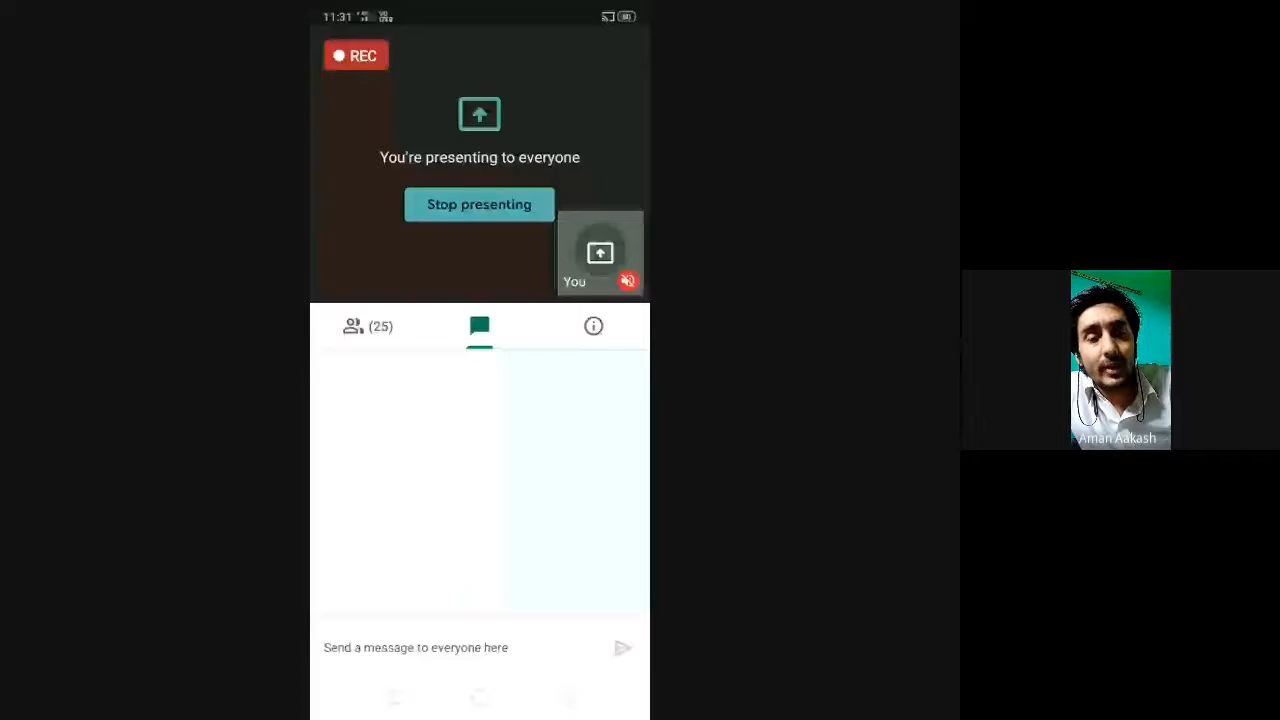 11:31
REC
You're presenting to everyone
Stop presenting
You
(25)
Send a message to everyone here
Aman Aakash